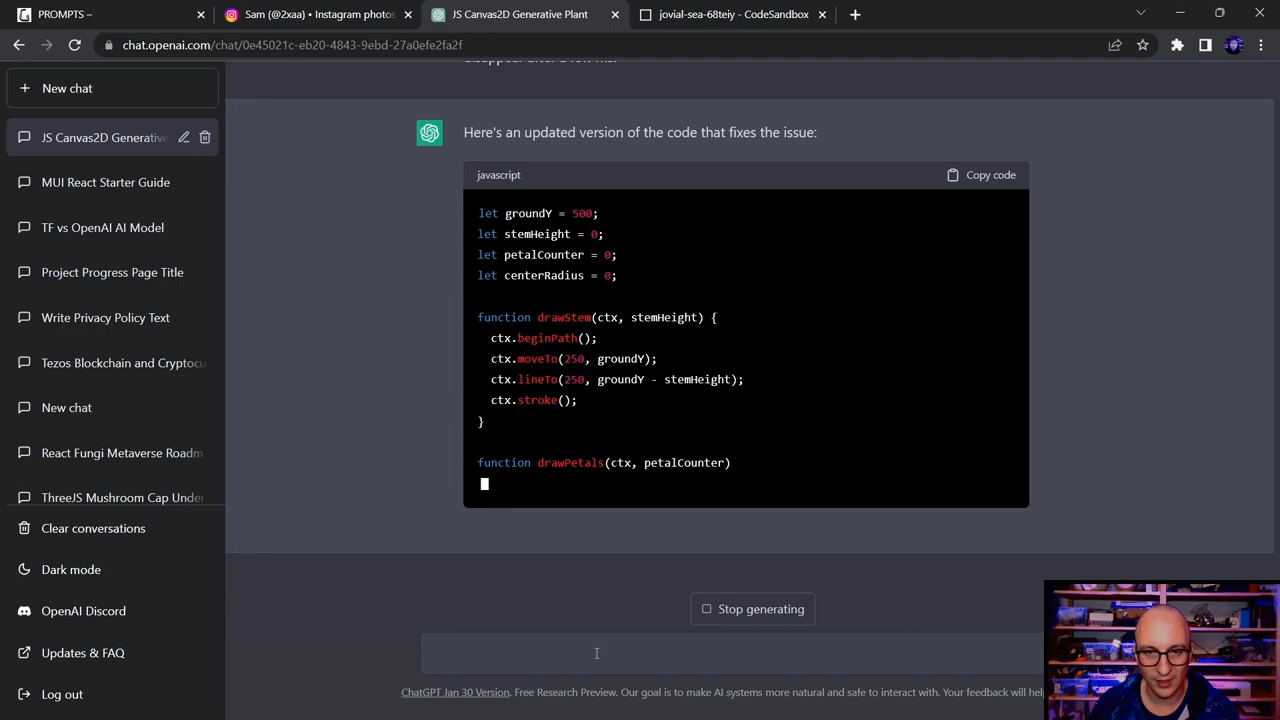 PROMPTS –
Sam (@2xaa) • Instagram photos
JS Canvas2D Generative Plant
jovial-sea-68teiy - CodeSandbox
chat.openai.com/chat/0e45021c-eb20-4843-9ebd-27a0efe2fa2f
New chat
JS Canvas2D Generative
MUI React Starter Guide
TF vs OpenAI AI Model
Project Progress Page Title
Write Privacy Policy Text
Tezos Blockchain and Cryptocu
New chat
React Fungi Metaverse Roadm
ThreeJS Mushroom Cap Under
Clear conversations
Dark mode
OpenAI Discord
Updates & FAQ
Log out
Here's an updated version of the code that fixes the issue:
javascript
Copy code
let groundY = 500;
let stemHeight = 0;
let petalCounter = 0;
let centerRadius = 0;
function drawStem(ctx, stemHeight) {
ctx.beginPath();
ctx.moveTo(250, groundY);
ctx.lineTo(250, groundY - stemHeight);
ctx.stroke();
}
function drawPetals(ctx, petalCounter)
Stop generating
ChatGPT Jan 30 Version. Free Research Preview. Our goal is to make AI systems more natural and safe to interact with. Your feedback will hel